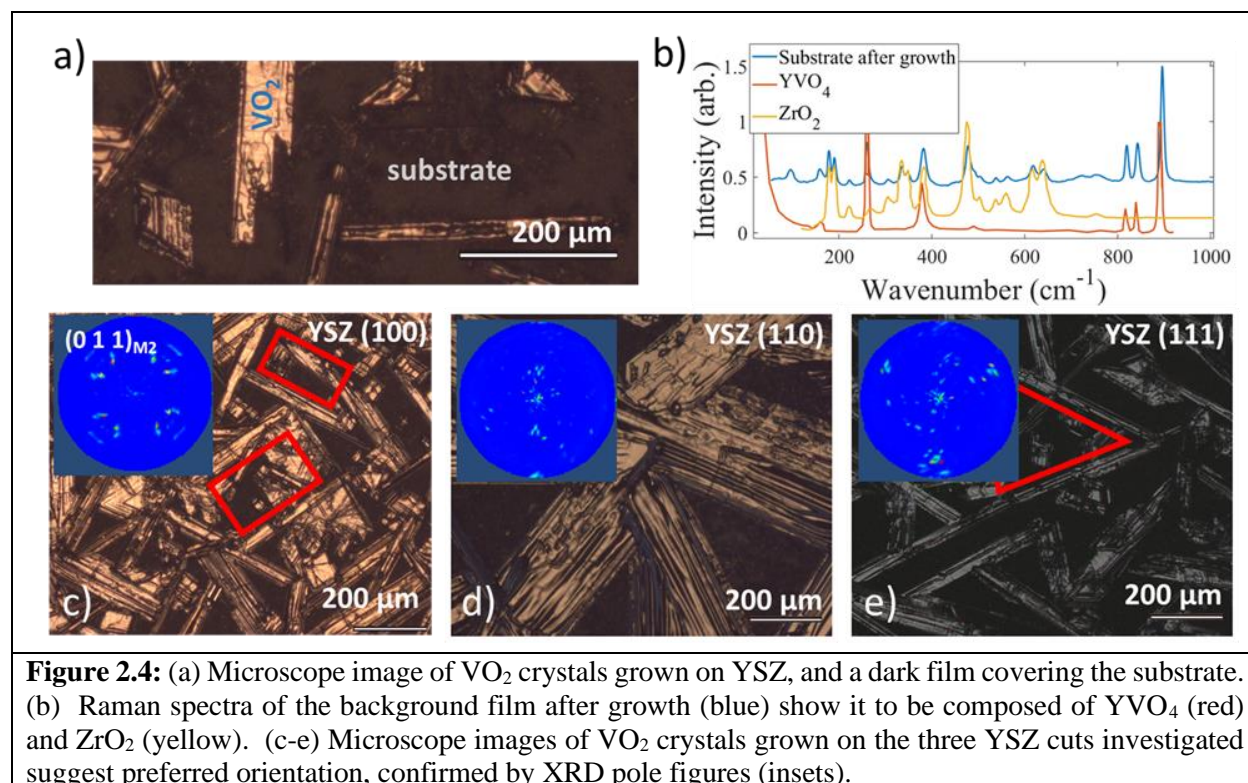 a)
VO₂
substrate
200 µm
b)
Substrate after growth
YVO₄
ZrO₂
1.5
1
0.5
0
Intensity (arb.)
200 400 600 800 1000
Wavenumber (cm⁻¹)
(0 1 1)M2
YSZ (100)
c)
200 µm
YSZ (110)
d)
200 µm
YSZ (111)
e)
200 µm
Figure 2.4: (a) Microscope image of VO₂ crystals grown on YSZ, and a dark film covering the substrate.
(b) Raman spectra of the background film after growth (blue) show it to be composed of YVO₄ (red)
and ZrO₂ (yellow). (c-e) Microscope images of VO₂ crystals grown on the three YSZ cuts investigated
suggest preferred orientation, confirmed by XRD pole figures (insets).